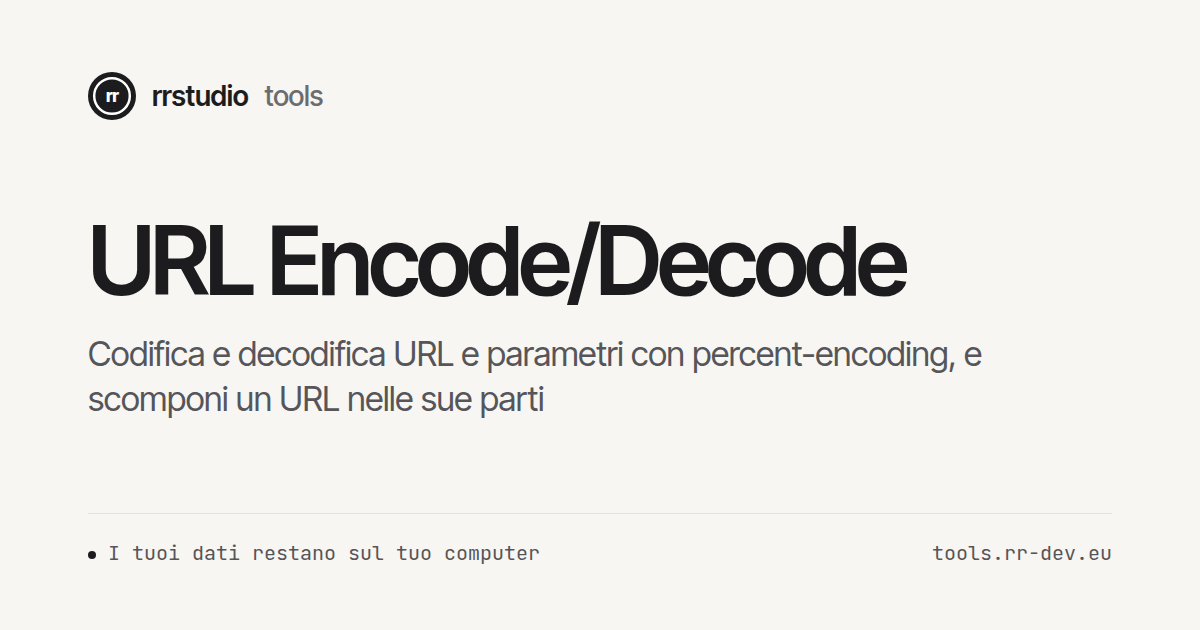 rr rrstudio tools
URL Encode/Decode
Codifica e decodifica URL e parametri con percent-encoding, e
scomponi un URL nelle sue parti
I tuoi dati restano sul tuo computer
tools.rr-dev.eu